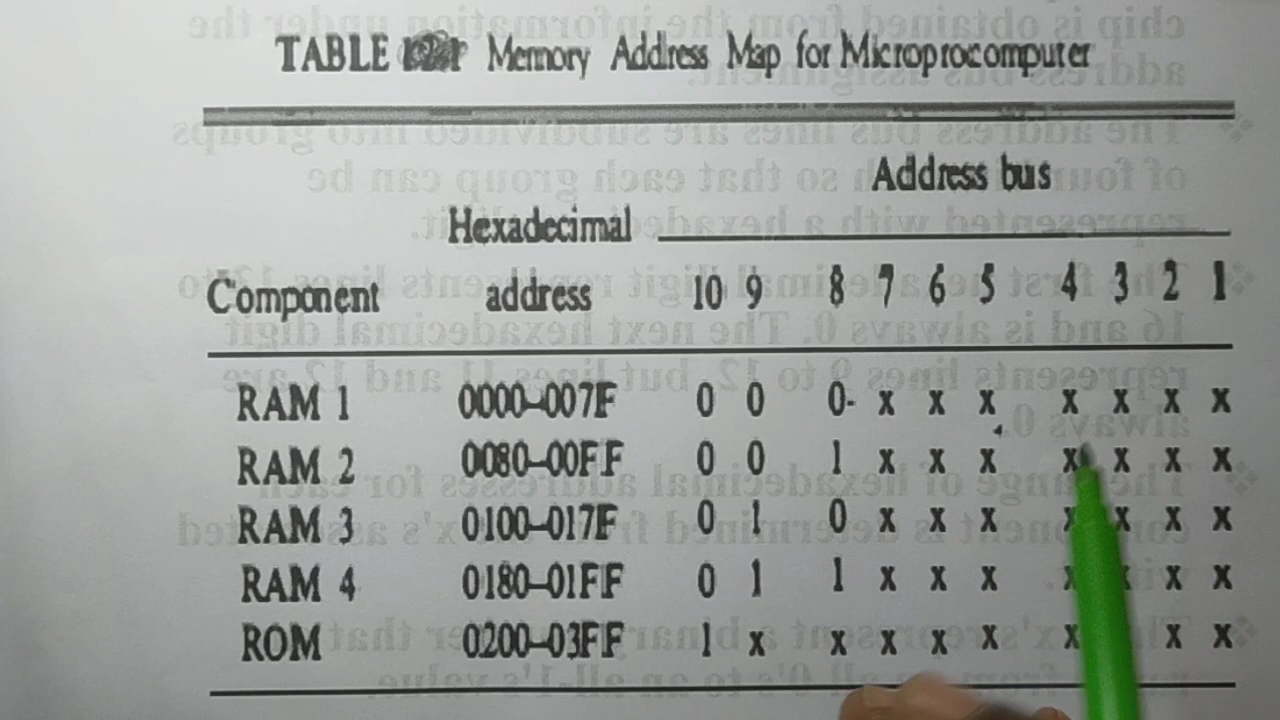 TABLE Memory Address Map for Microprocomputer
Address bus
Hexadecimal
Component address 10 9 8 7 6 5 4 3 2 1
RAM 1 0000–007F 0 0 0- x x x x x x x
RAM 2 0080–00FF 0 0 1 x x x x x x x
RAM 3 0100–017F 0 1 0 x x x x x x x
RAM 4 0180–01FF 0 1 1 x x x x x x x
ROM 0200–03FF 1 x x x x x x x x